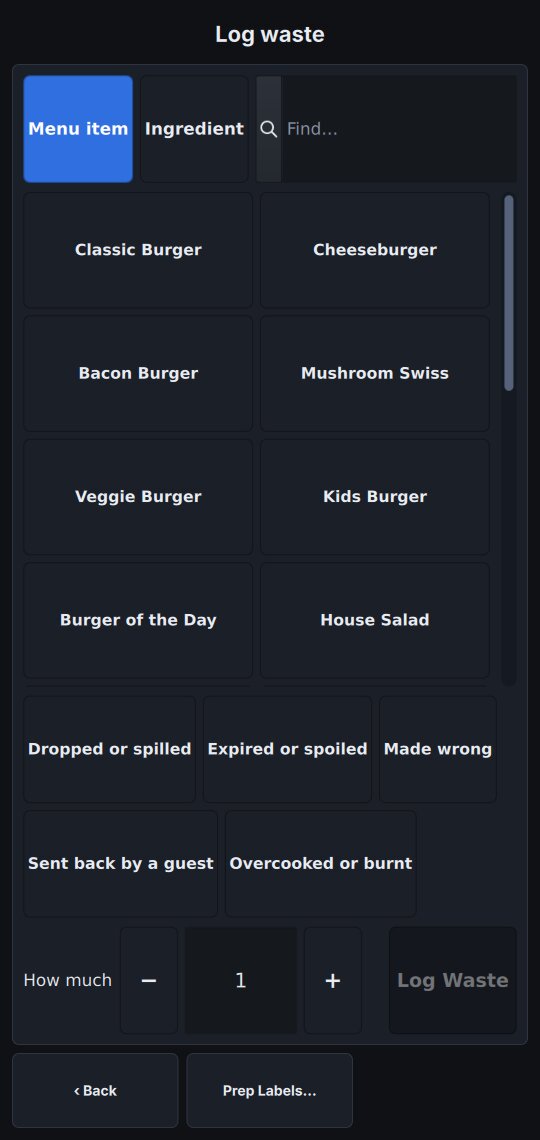 Log waste
Menu item Ingredient Find...
Classic Burger Cheeseburger
Bacon Burger Mushroom Swiss
Veggie Burger Kids Burger
Burger of the Day House Salad
Dropped or spilled Expired or spoiled Made wrong
Sent back by a guest Overcooked or burnt
How much − 1 + Log Waste
‹ Back Prep Labels...